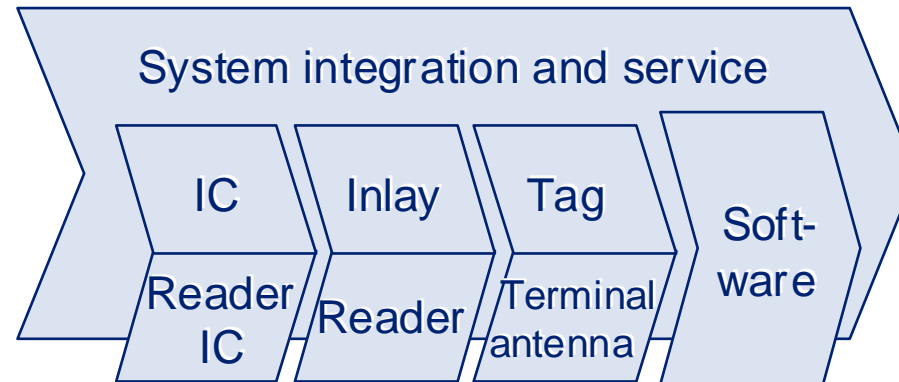 System integration and service
IC
Inlay
Tag
Soft-
ware
Reader
IC
Reader
Terminal
antenna